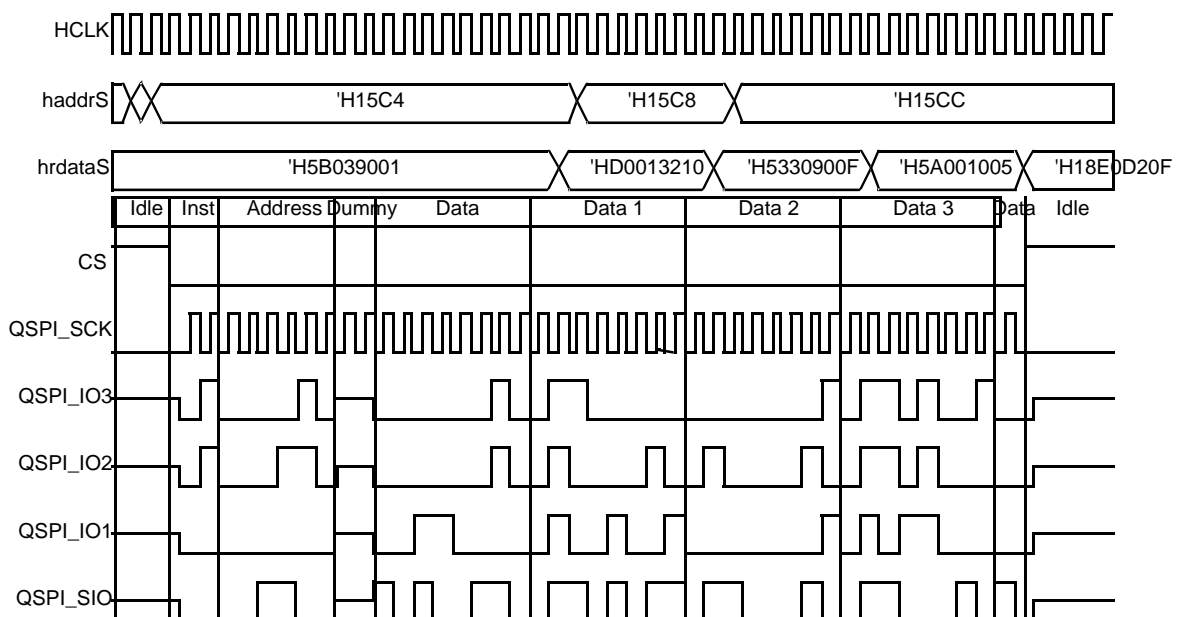 HCLK
haddrS 'H15C4 'H15C8 'H15CC
hrdataS 'H5B039001 'HD0013210 'H5330900F 'H5A001005 'H18E0D20F
Idle Inst Address Dummy Data Data 1 Data 2 Data 3 Data Idle
CS
QSPI_SCK
QSPI_IO3
QSPI_IO2
QSPI_IO1
QSPI_SIO